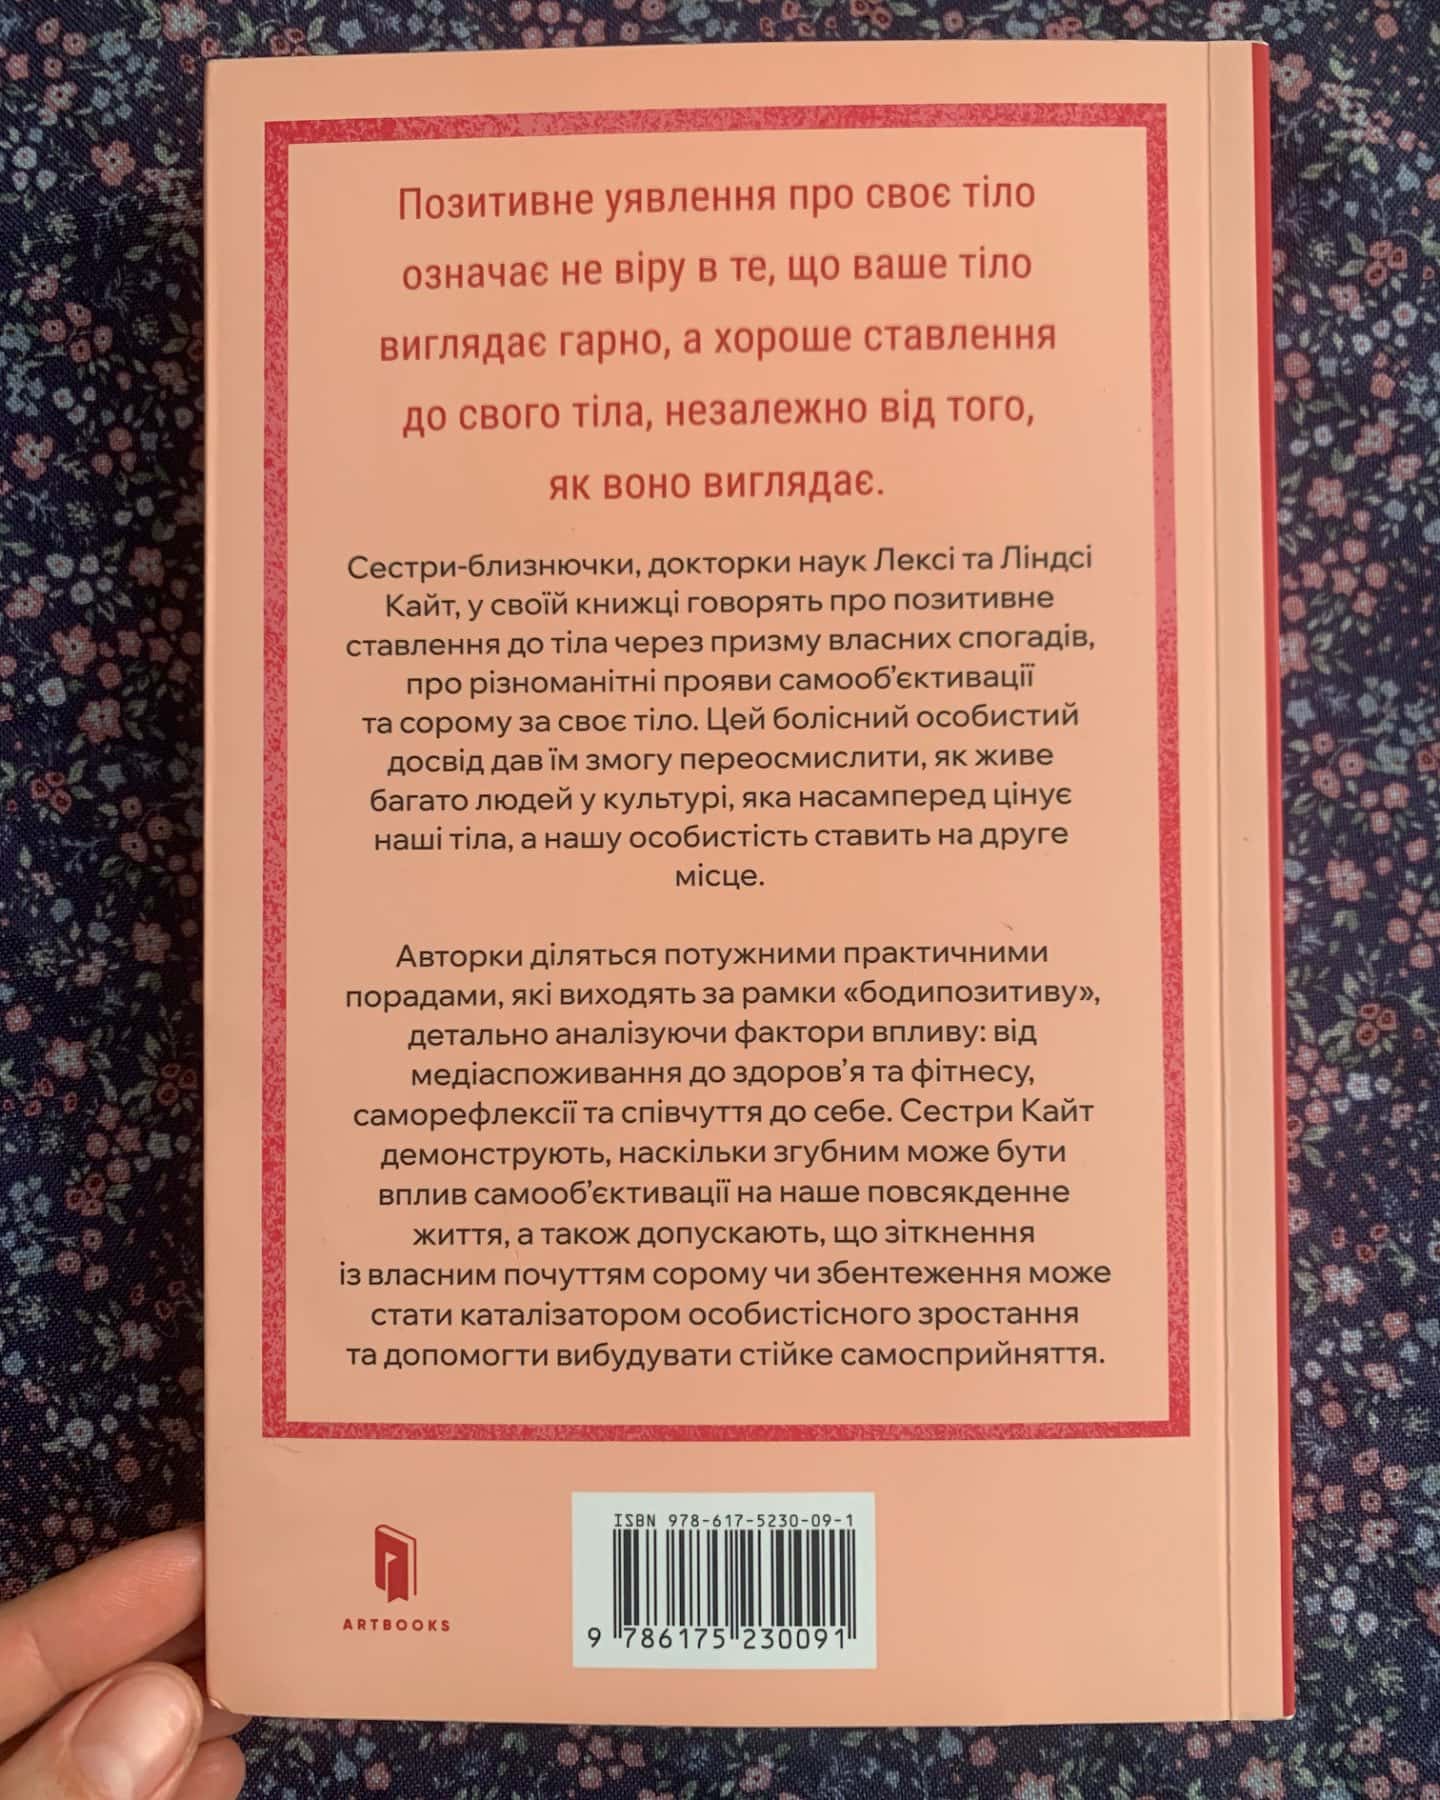 Позитивне уявлення про своє тіло
означає не віру в те, що ваше тіло
виглядає гарно, а хороше ставлення
до свого тіла, незалежно від того,
як воно виглядає.
Сестри-близнючки, докторки наук Лексі та Ліндсі
Кайт, у своїй книжці говорять про позитивне
ставлення до тіла через призму власних спогадів,
про різноманітні прояви самооб’єктивації
та сорому за своє тіло. Цей болісний особистий
досвід дав їм змогу переосмислити, як живе
багато людей у культурі, яка насамперед цінує
наші тіла, а нашу особистість ставить на друге
місце.
Авторки діляться потужними практичними
порадами, які виходять за рамки «бодипозитиву»,
детально аналізуючи фактори впливу: від
медіаспоживання до здоров’я та фітнесу,
саморефлексії та співчуття до себе. Сестри Кайт
демонструють, наскільки згубним може бути
вплив самооб’єктивації на наше повсякденне
життя, а також допускають, що зіткнення
із власним почуттям сорому чи збентеження може
стати каталізатором особистісного зростання
та допомогти вибудувати стійке самосприйняття.
ISBN 978-617-5230-09-1
9 786175 230091
ARTBOOKS